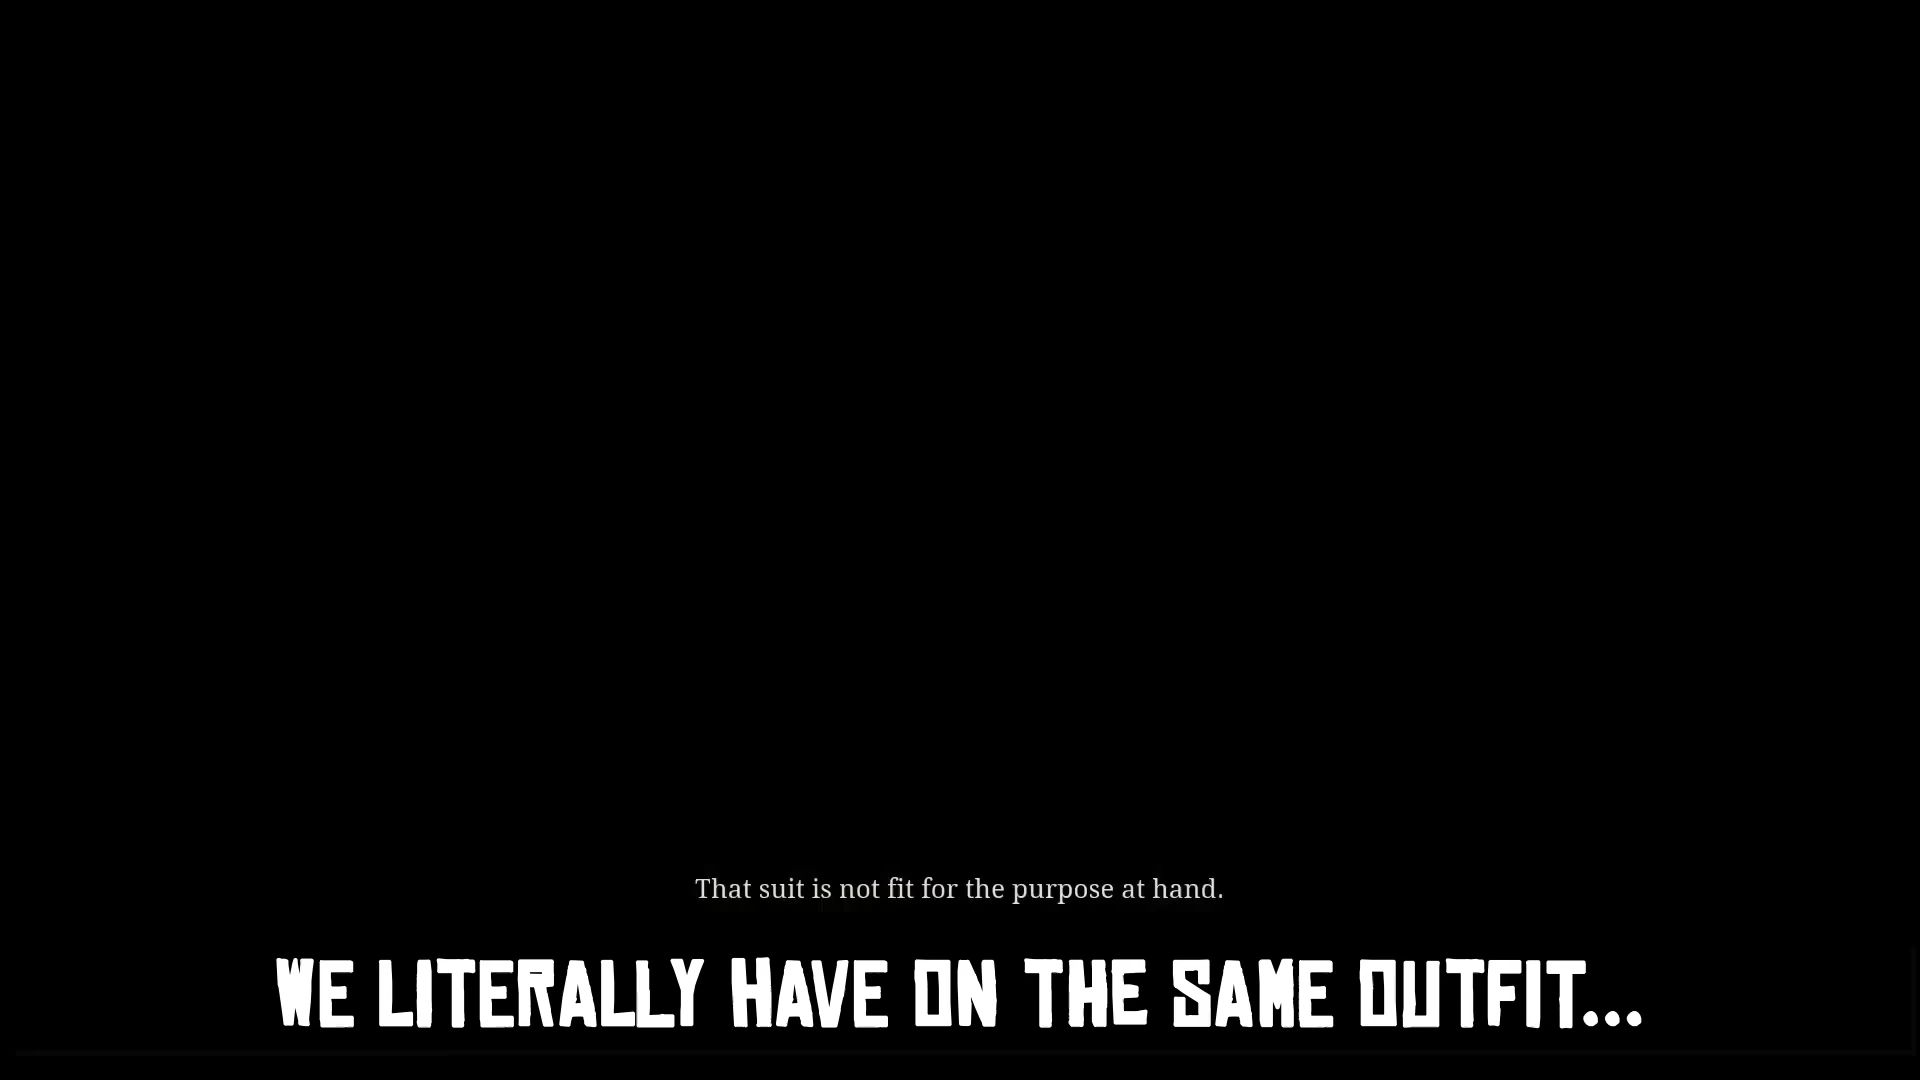 That suit is not fit for the purpose at hand.
WE LITERALLY HAVE ON THE SAME OUTFIT...